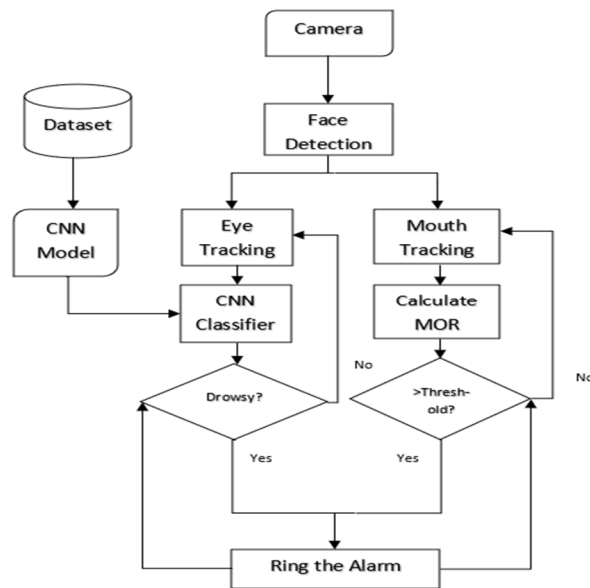 Camera
Dataset
Face
Detection
CNN
Model
Eye
Tracking
Mouth
Tracking
CNN
Classifier
Calculate
MOR
No
No
Drowsy?
>Thresh-
old?
Yes
Yes
Ring the Alarm